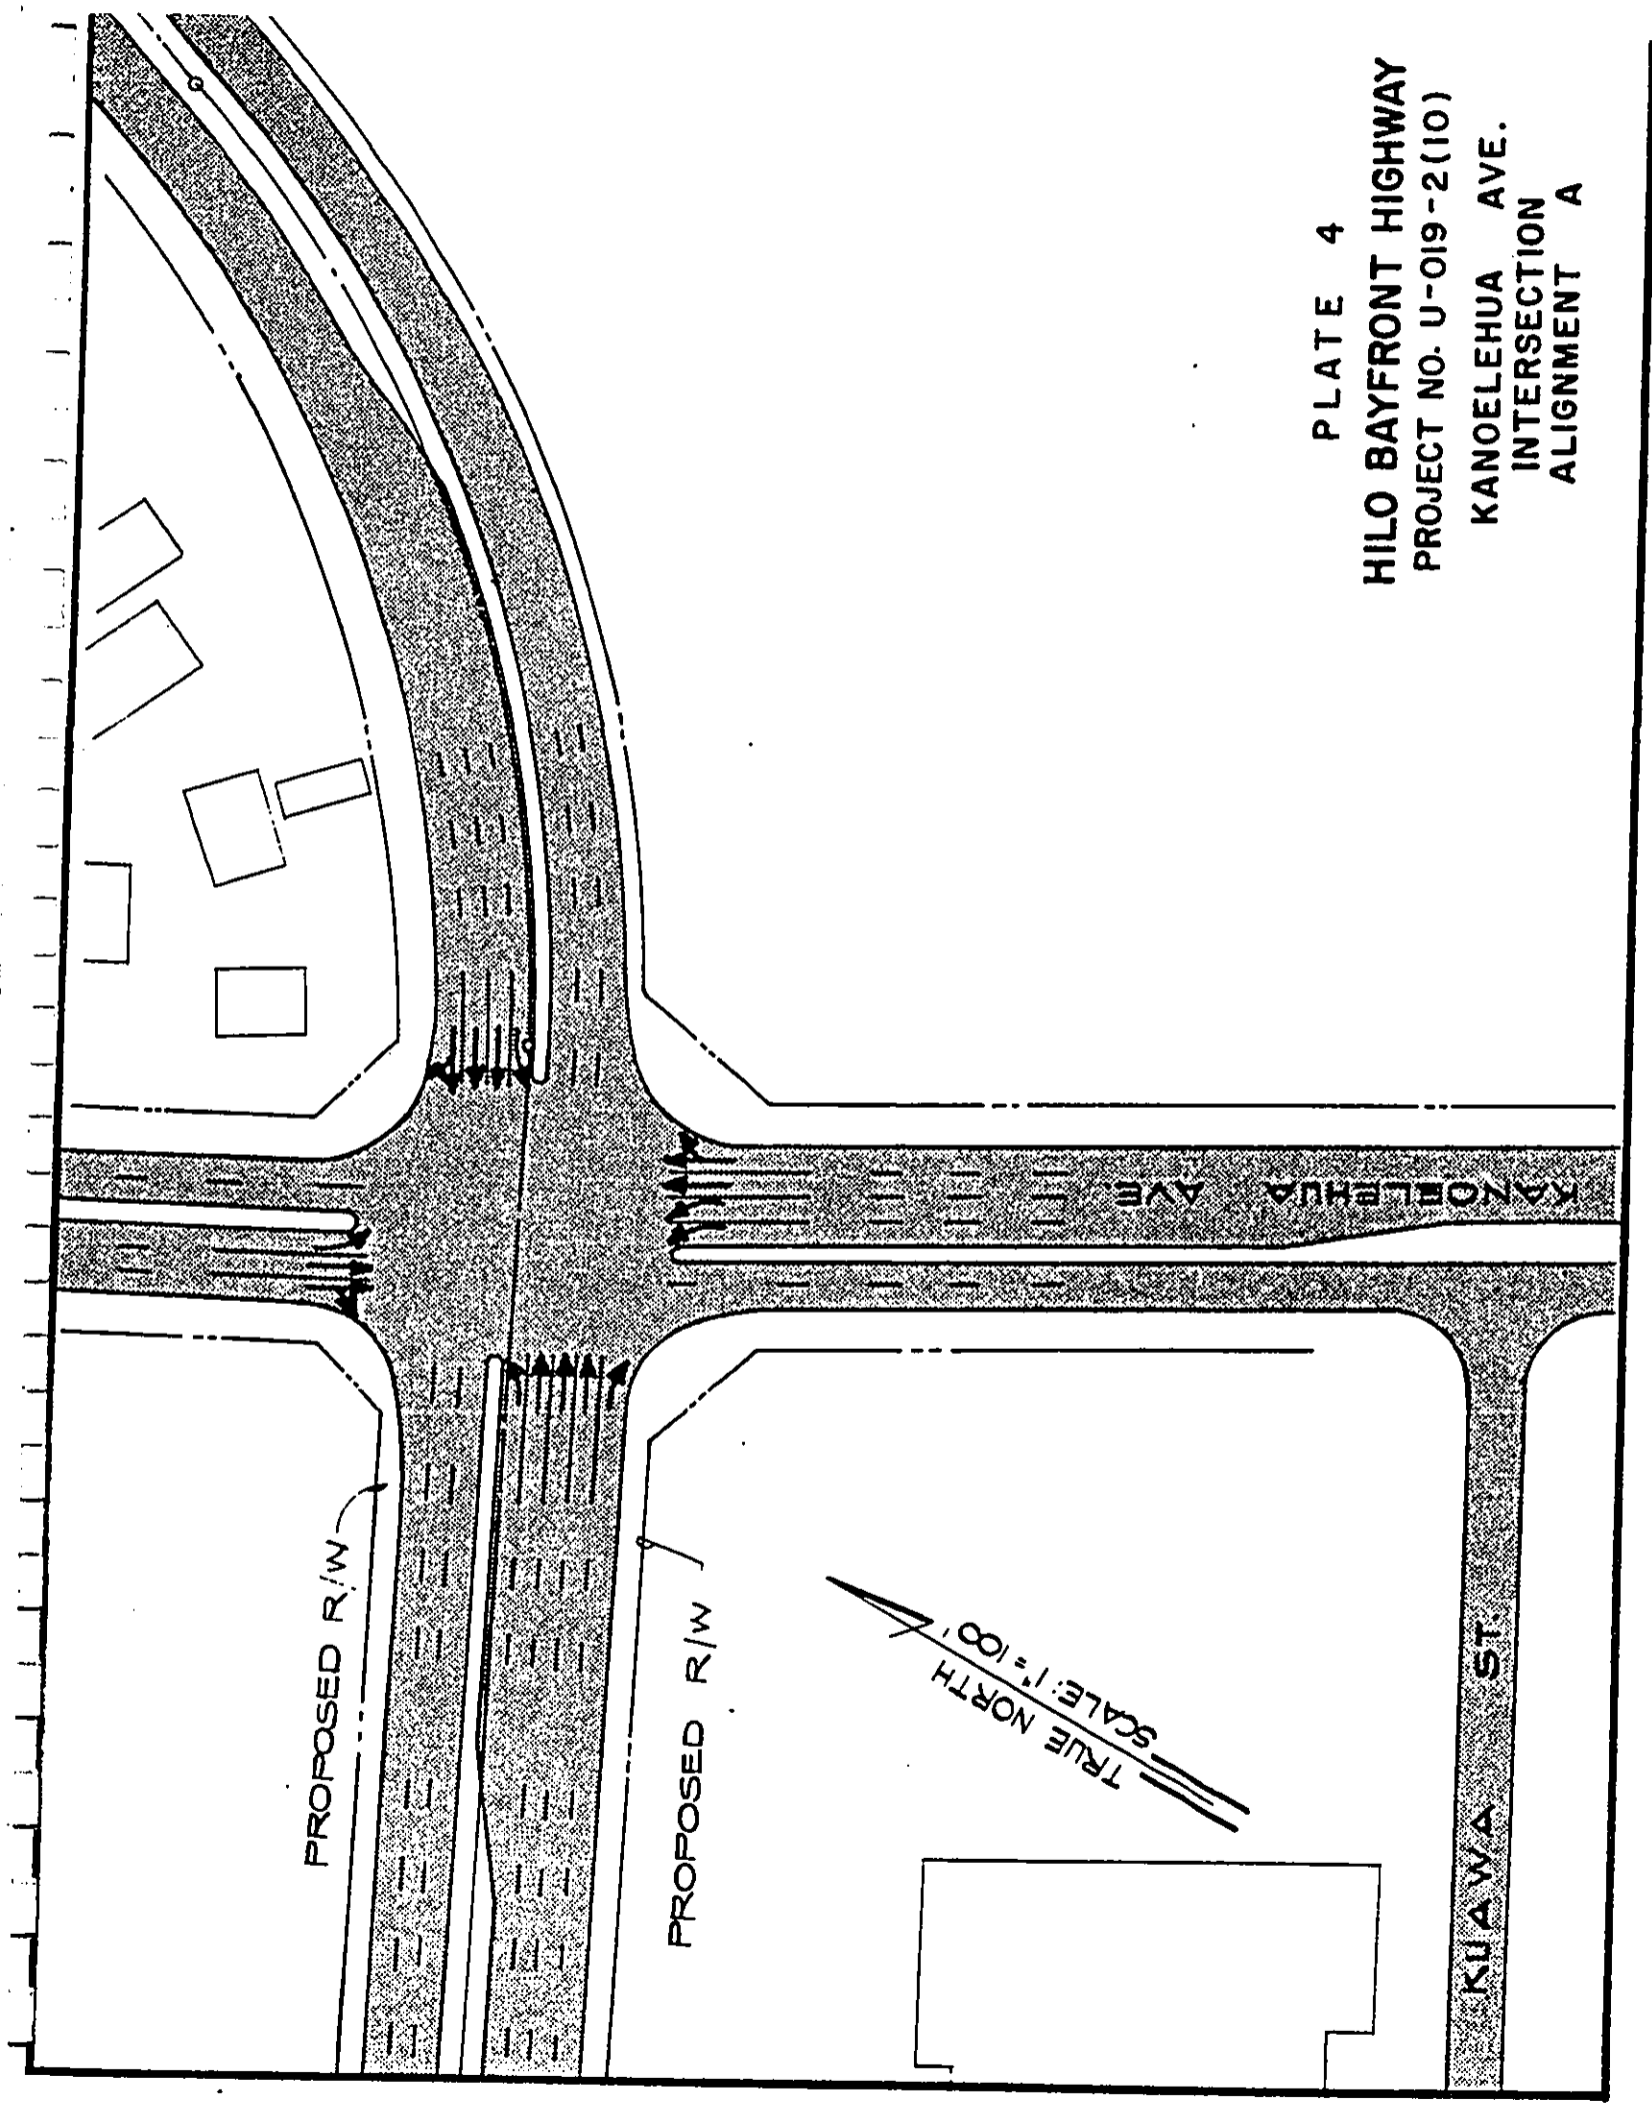 PLATE 4
HILO BAYFRONT HIGHWAY
PROJECT NO. U-019-2(10)
KANOELEHUA AVE.
INTERSECTION
ALIGNMENT A
PROPOSED R/W
PROPOSED R/W
TRUE NORTH
SCALE: 1"=100'
KANOELEHUA AVE.
KUAWA ST.